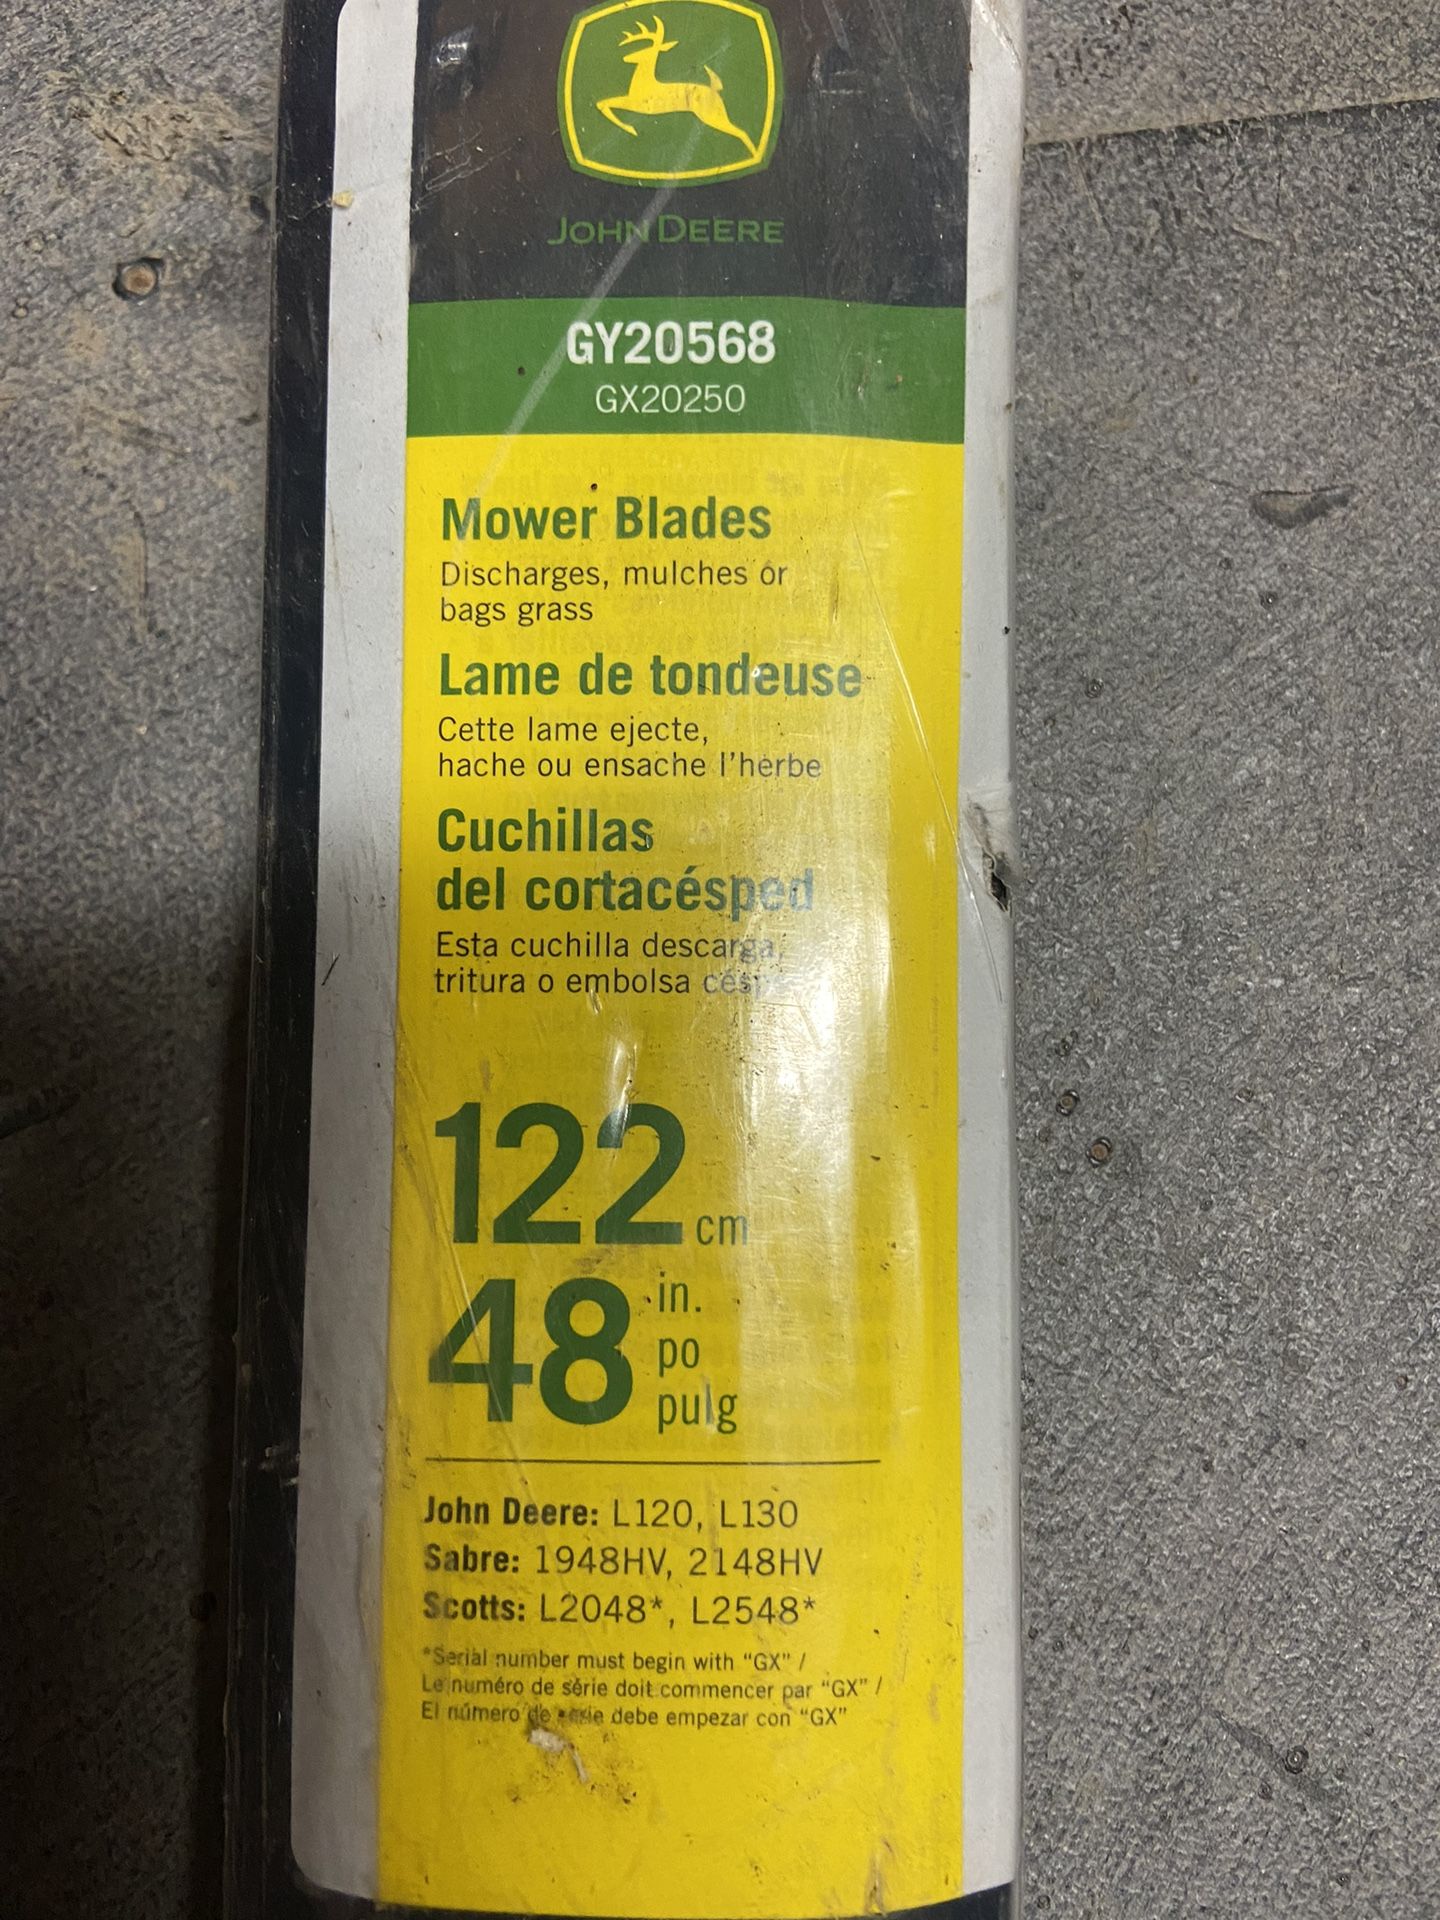 JOHN DEERE
GY20568
GX20250
Mower Blades
Discharges, mulches or
bags grass
Lame de tondeuse
Cette lame ejecte,
hache ou ensache l'herbe
Cuchillas
del cortacésped
Esta cuchilla descarga,
tritura o embolsa
122 cm
48 in.
po
pulg
John Deere: L120, L130
Sabre: 1948HV, 2148HV
Scotts: L2048*, L2548*
*Serial number must begin with "GX" /
Le numéro de série doit commencer par "GX" /
El número de serie debe empezar con "GX"